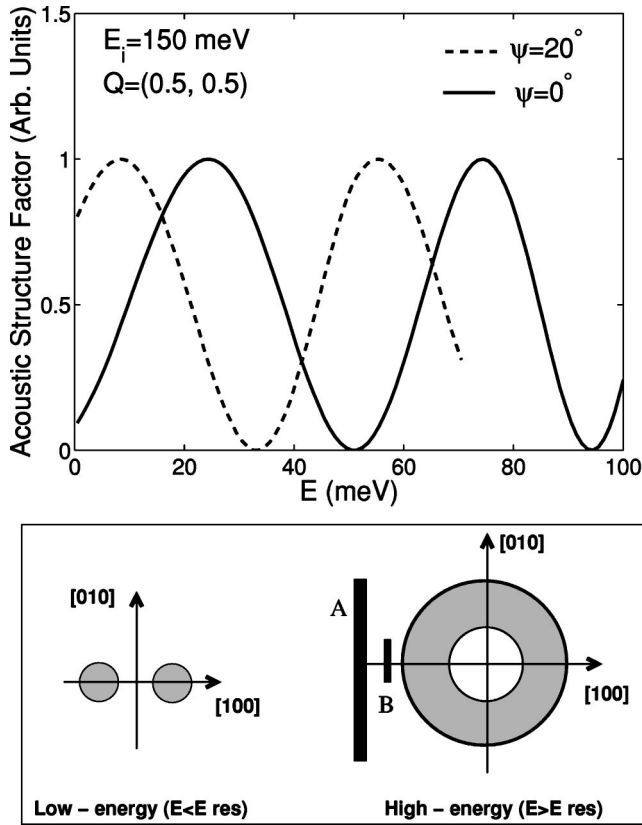 Acoustic Structure Factor (Arb. Units)
1.5
1
0.5
0
E_i=150 meV
Q=(0.5, 0.5)
ψ=20°
ψ=0°
0 20 40 60 80 100
E (meV)
[010]
[100]
Low – energy (E<E res)
[010]
A
B
[100]
High – energy (E>E res)